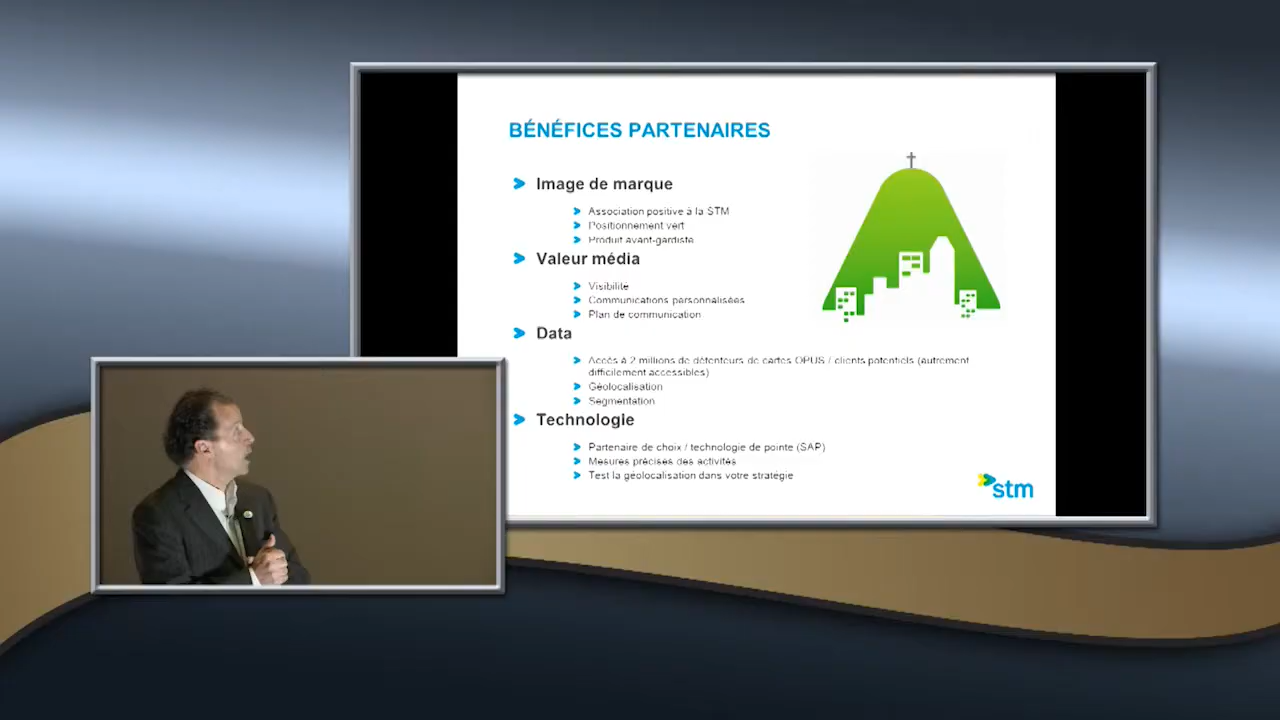 BÉNÉFICES PARTENAIRES
Image de marque
Association positive à la STM
Positionnement vert
Produit avant-gardiste
Valeur média
Visibilité
Communications personnalisées
Plan de communication
Data
Accès à 2 millions de détenteurs de cartes OPUS / clients potentiels (autrement
difficilement accessibles)
Géolocalisation
Segmentation
Technologie
Partenaire de choix / technologie de pointe (SAP)
Mesures précises des activités
Test la géolocalisation dans votre stratégie
stm